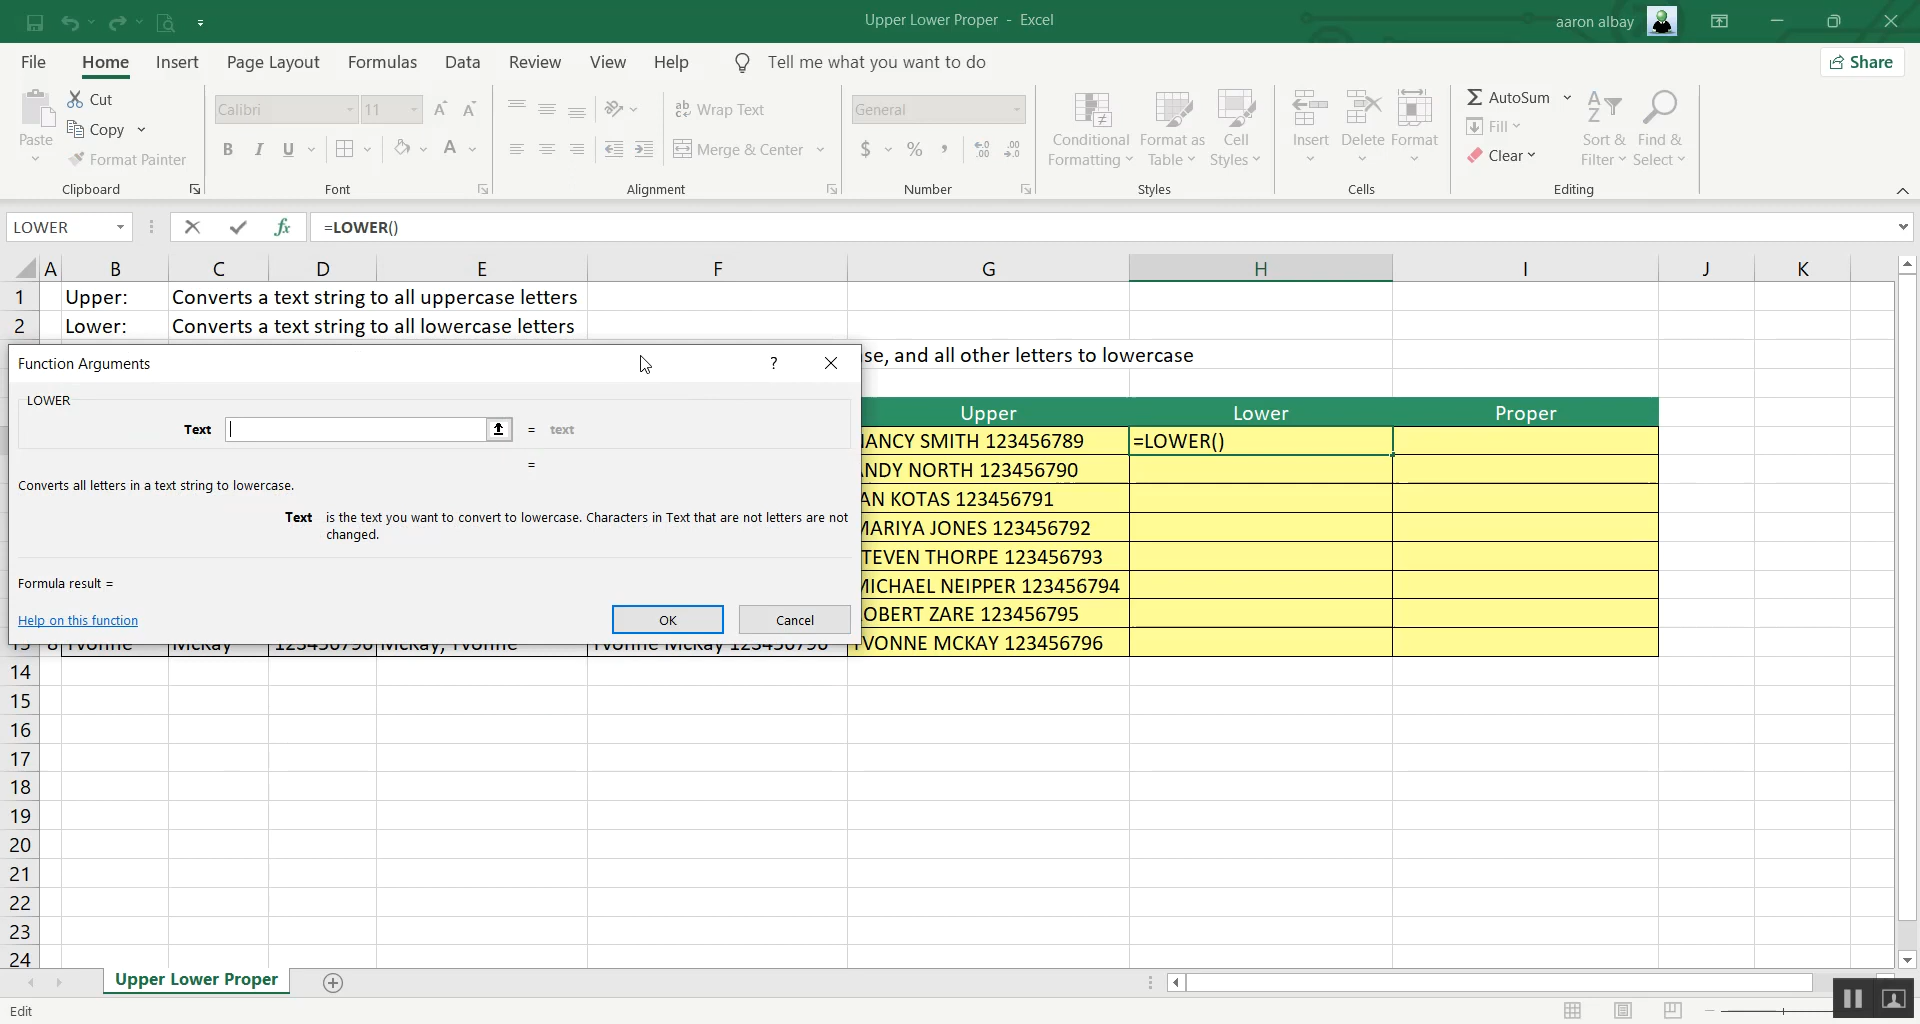 Upper Lower Proper - Excel
aaron albay
File Home Insert Page Layout Formulas Data Review View Help Tell me what you want to do
Share
Paste
Cut
Copy
Format Painter
Clipboard
Calibri 11
B I U
Font
Wrap Text
Merge & Center
Alignment
General
$ % ,
Number
Conditional Formatting
Format as Table
Cell Styles
Styles
Insert Delete Format
Cells
AutoSum
Fill
Clear
Sort & Filter
Find & Select
Editing
LOWER
fx
=LOWER()
A B C D E F G H I J K
1 Upper: Converts a text string to all uppercase letters
2 Lower: Converts a text string to all lowercase letters
se, and all other letters to lowercase
Function Arguments
? 
LOWER
Text = text
=
Converts all letters in a text string to lowercase.
Text is the text you want to convert to lowercase. Characters in Text that are not letters are not
changed.
Formula result =
Help on this function
OK Cancel
Upper Lower Proper
ANCY SMITH 123456789 =LOWER()
NDY NORTH 123456790
AN KOTAS 123456791
ARIYA JONES 123456792
TEVEN THORPE 123456793
ICHAEL NEIPPER 123456794
OBERT ZARE 123456795
VONNE MCKAY 123456796
14
15
16
17
18
19
20
21
22
23
24
Upper Lower Proper
Edit